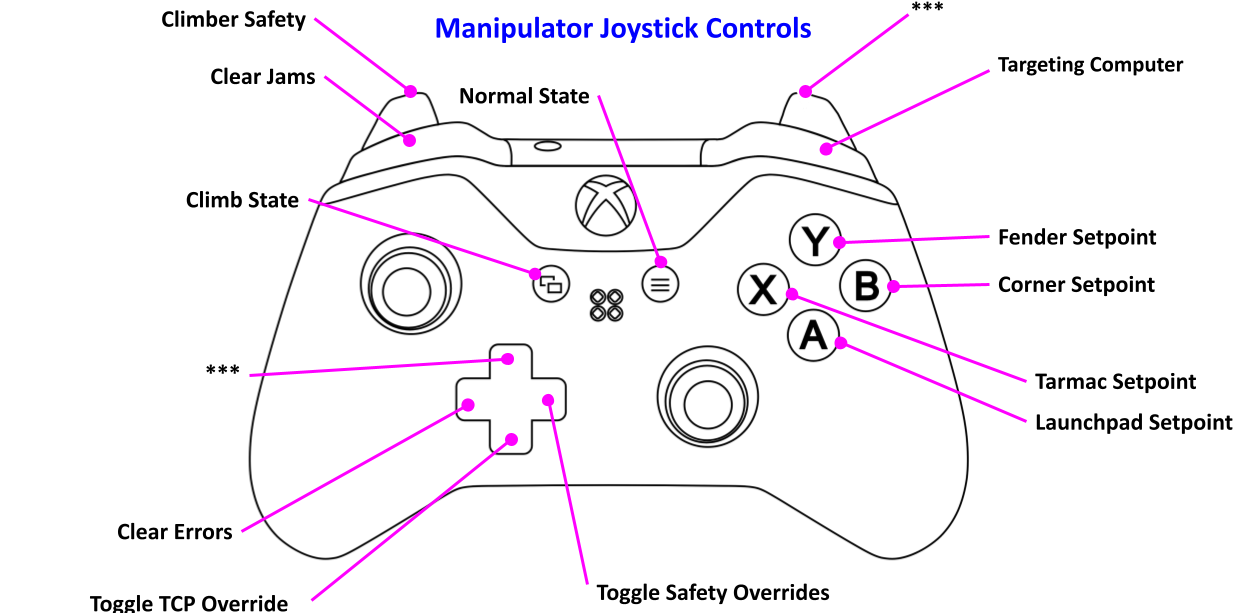 Climber Safety
Manipulator Joystick Controls
***
Clear Jams
Targeting Computer
Normal State
Climb State
Y
Fender Setpoint
X
B
Corner Setpoint
A
***
Tarmac Setpoint
Launchpad Setpoint
Clear Errors
Toggle Safety Overrides
Toggle TCP Override